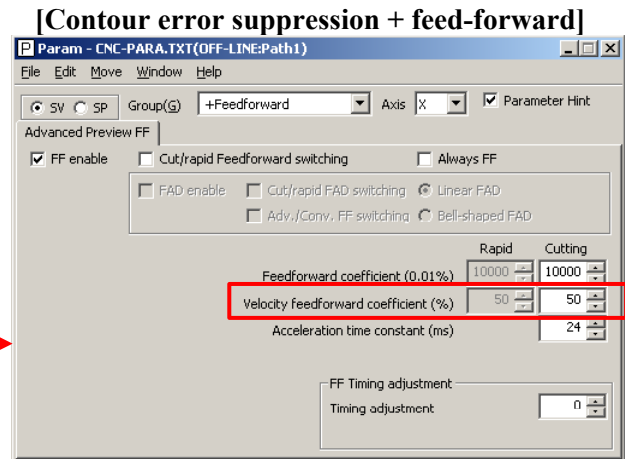 [Contour error suppression + feed-forward]
Param - CNC-PARA.TXT(OFF-LINE:Path1)
File Edit Move Window Help
SV SP Group(G) +Feedforward Axis X Parameter Hint
Advanced Preview FF
FF enable Cut/rapid Feedforward switching Always FF
FAD enable Cut/rapid FAD switching Linear FAD
Adv./Conv. FF switching Bell-shaped FAD
Rapid Cutting
Feedforward coefficient (0.01%) 10000 10000
Velocity feedforward coefficient (%) 50 50
Acceleration time constant (ms) 24
FF Timing adjustment
Timing adjustment 0